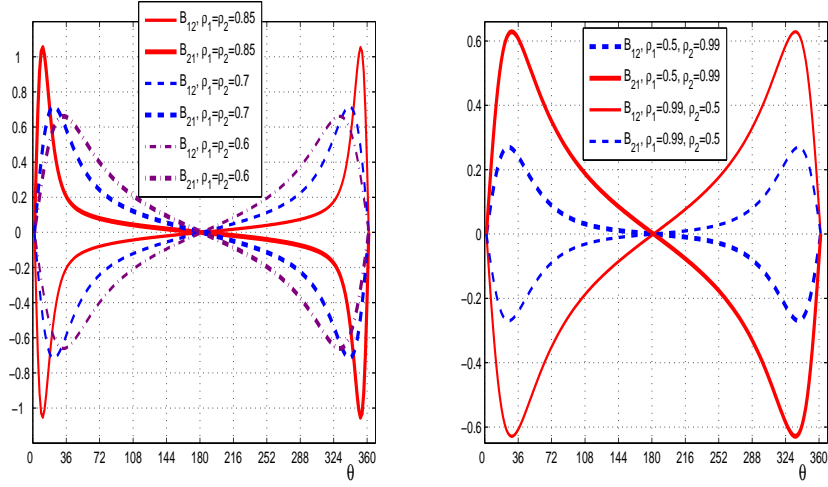 B12, ρ1=ρ2=0.85
B21, ρ1=ρ2=0.85
B12, ρ1=ρ2=0.7
B21, ρ1=ρ2=0.7
B12, ρ1=ρ2=0.6
B21, ρ1=ρ2=0.6
1
0.8
0.6
0.4
0.2
0
−0.2
−0.4
−0.6
−0.8
−1
0 36 72 108 144 180 216 252 288 324 360
θ
B12, ρ1=0.5, ρ2=0.99
B21, ρ1=0.5, ρ2=0.99
B12, ρ1=0.99, ρ2=0.5
B21, ρ1=0.99, ρ2=0.5
0.6
0.4
0.2
0
−0.2
−0.4
−0.6
0 36 72 108 144 180 216 252 288 324 360
θ